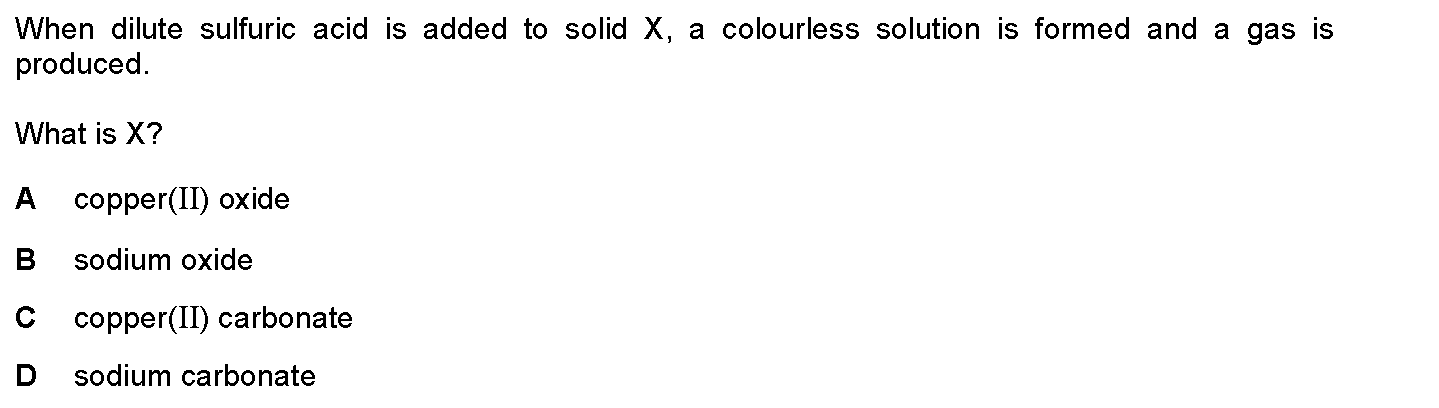 When dilute sulfuric acid is added to solid X, a colourless solution is formed and a gas is
produced.
What is X?
A copper(II) oxide
B sodium oxide
C copper(II) carbonate
D sodium carbonate